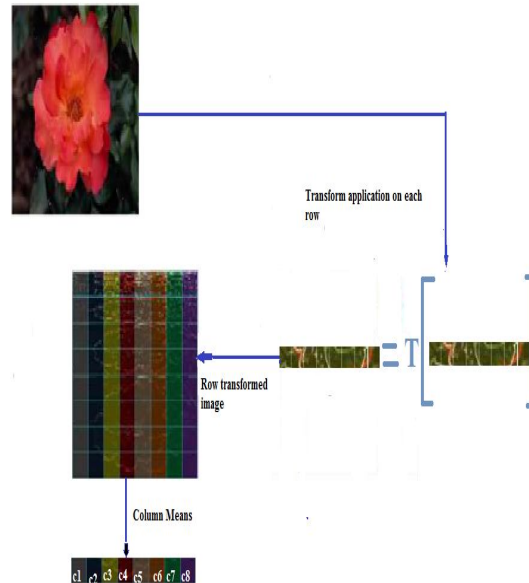 Transform application on each
row
= T [ ]
Row transformed
image
Column Means
c1 c2 c3 c4 c5 c6 c7 c8